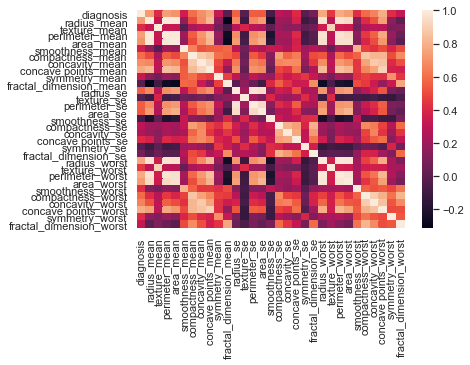 diagnosis
radius_mean
texture_mean
perimeter_mean
area_mean
smoothness_mean
compactness_mean
concavity_mean
concave points_mean
symmetry_mean
fractal_dimension_mean
radius_se
texture_se
perimeter_se
area_se
smoothness_se
compactness_se
concavity_se
concave points_se
symmetry_se
fractal_dimension_se
radius_worst
texture_worst
perimeter_worst
area_worst
smoothness_worst
compactness_worst
concavity_worst
concave points_worst
symmetry_worst
fractal_dimension_worst
diagnosis
radius_mean
texture_mean
perimeter_mean
area_mean
smoothness_mean
compactness_mean
concavity_mean
concave points_mean
symmetry_mean
fractal_dimension_mean
radius_se
texture_se
perimeter_se
area_se
smoothness_se
compactness_se
concavity_se
concave points_se
symmetry_se
fractal_dimension_se
radius_worst
texture_worst
perimeter_worst
area_worst
smoothness_worst
compactness_worst
concavity_worst
concave points_worst
symmetry_worst
fractal_dimension_worst
1.0
0.8
0.6
0.4
0.2
0.0
−0.2